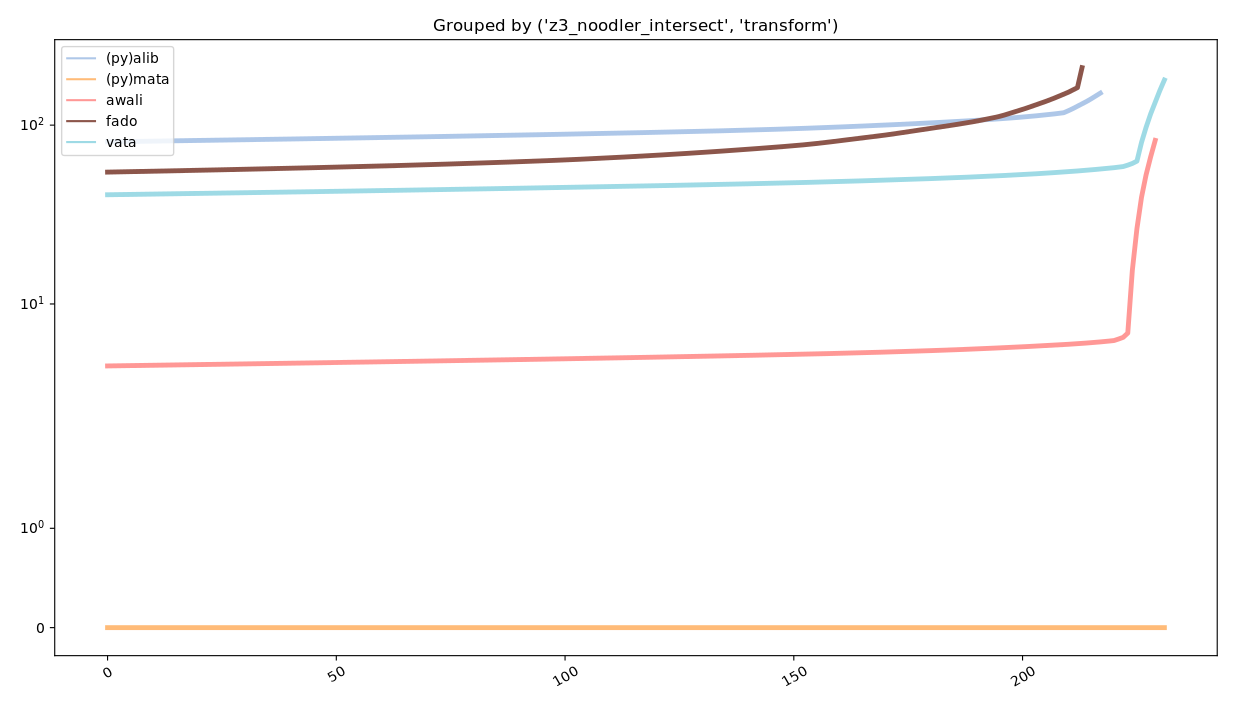 Grouped by ('z3_noodler_intersect', 'transform')
(py)alib
(py)mata
awali
fado
vata
10²
10¹
10⁰
0
0
50
100
150
200